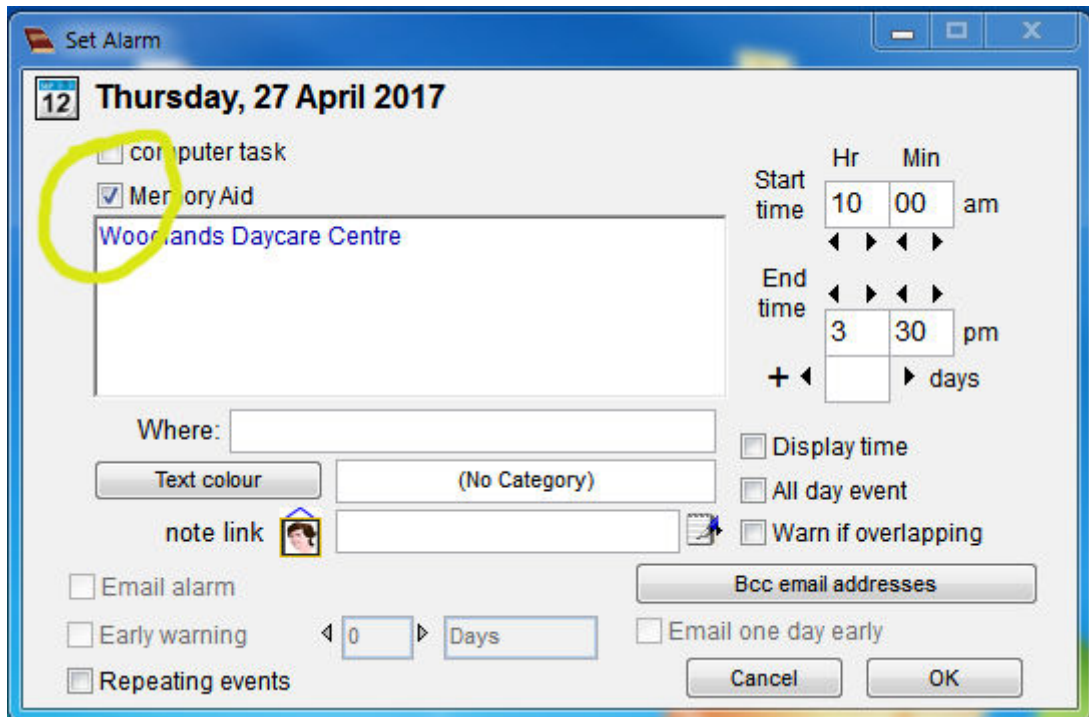 Set Alarm
12 Thursday, 27 April 2017
computer task
Memory Aid
Woodlands Daycare Centre
Hr Min
Start time 10 00 am
End time 3 30 pm
+ days
Where:
Text colour (No Category)
note link
Display time
All day event
Warn if overlapping
Email alarm
Bcc email addresses
Early warning 0 Days
Email one day early
Repeating events
Cancel OK